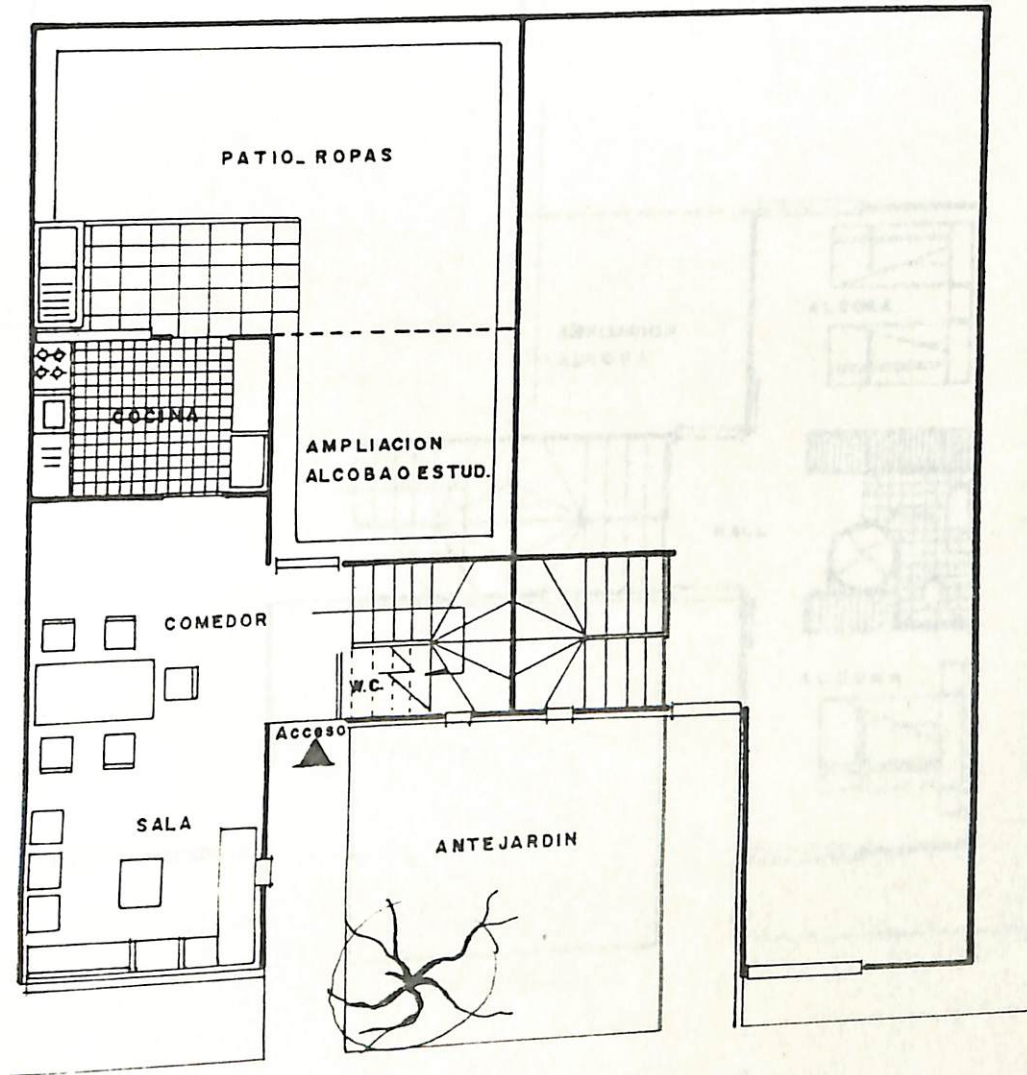 PATIO_ROPAS
COCINA
AMPLIACION
ALCOBA O ESTUD.
COMEDOR
W.C.
Acceso
SALA
ANTEJARDIN